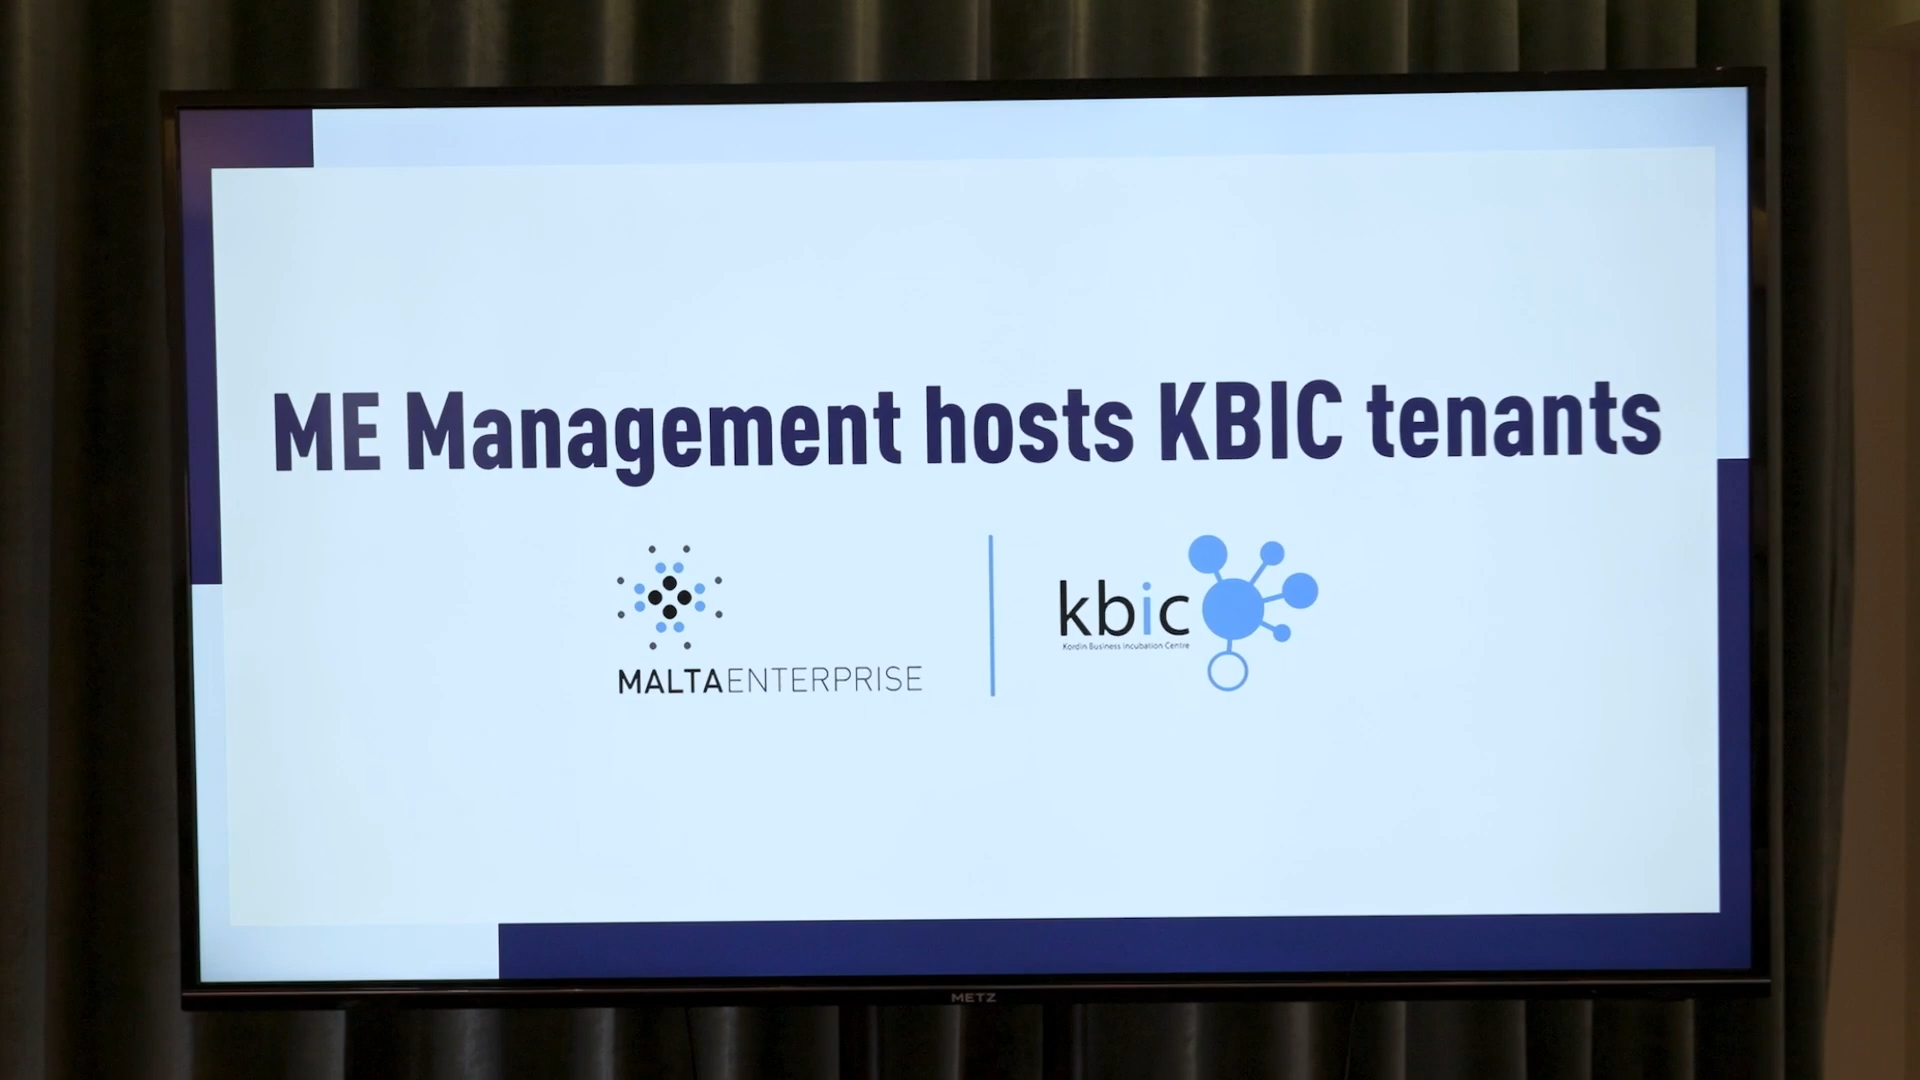 ME Management hosts KBIC tenants
MALTAENTERPRISE
kbic
Kordin Business Incubation Centre
METZ